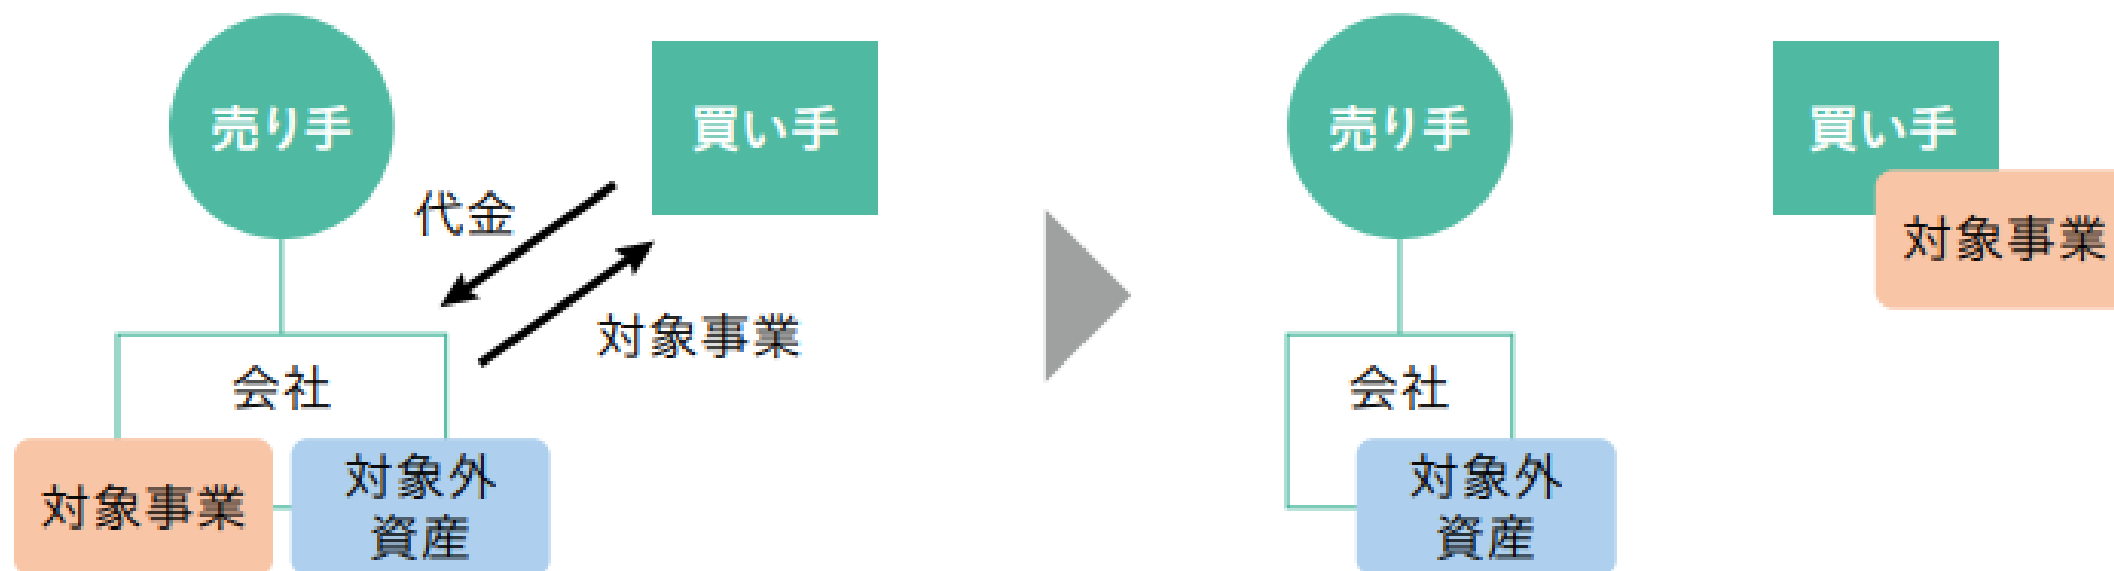 売り手
買い手
代金
対象事業
会社
対象事業
対象外
資産
売り手
買い手
対象事業
会社
対象外
資産